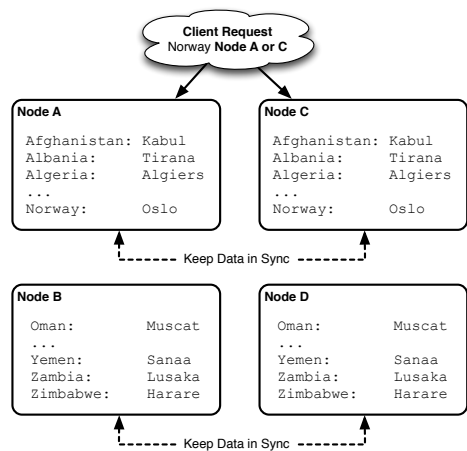 Client Request
Norway Node A or C
Node A
Afghanistan: Kabul
Albania: Tirana
Algeria: Algiers
...
Norway: Oslo
Node C
Afghanistan: Kabul
Albania: Tirana
Algeria: Algiers
...
Norway: Oslo
Keep Data in Sync
Node B
Oman: Muscat
...
Yemen: Sanaa
Zambia: Lusaka
Zimbabwe: Harare
Node D
Oman: Muscat
...
Yemen: Sanaa
Zambia: Lusaka
Zimbabwe: Harare
Keep Data in Sync